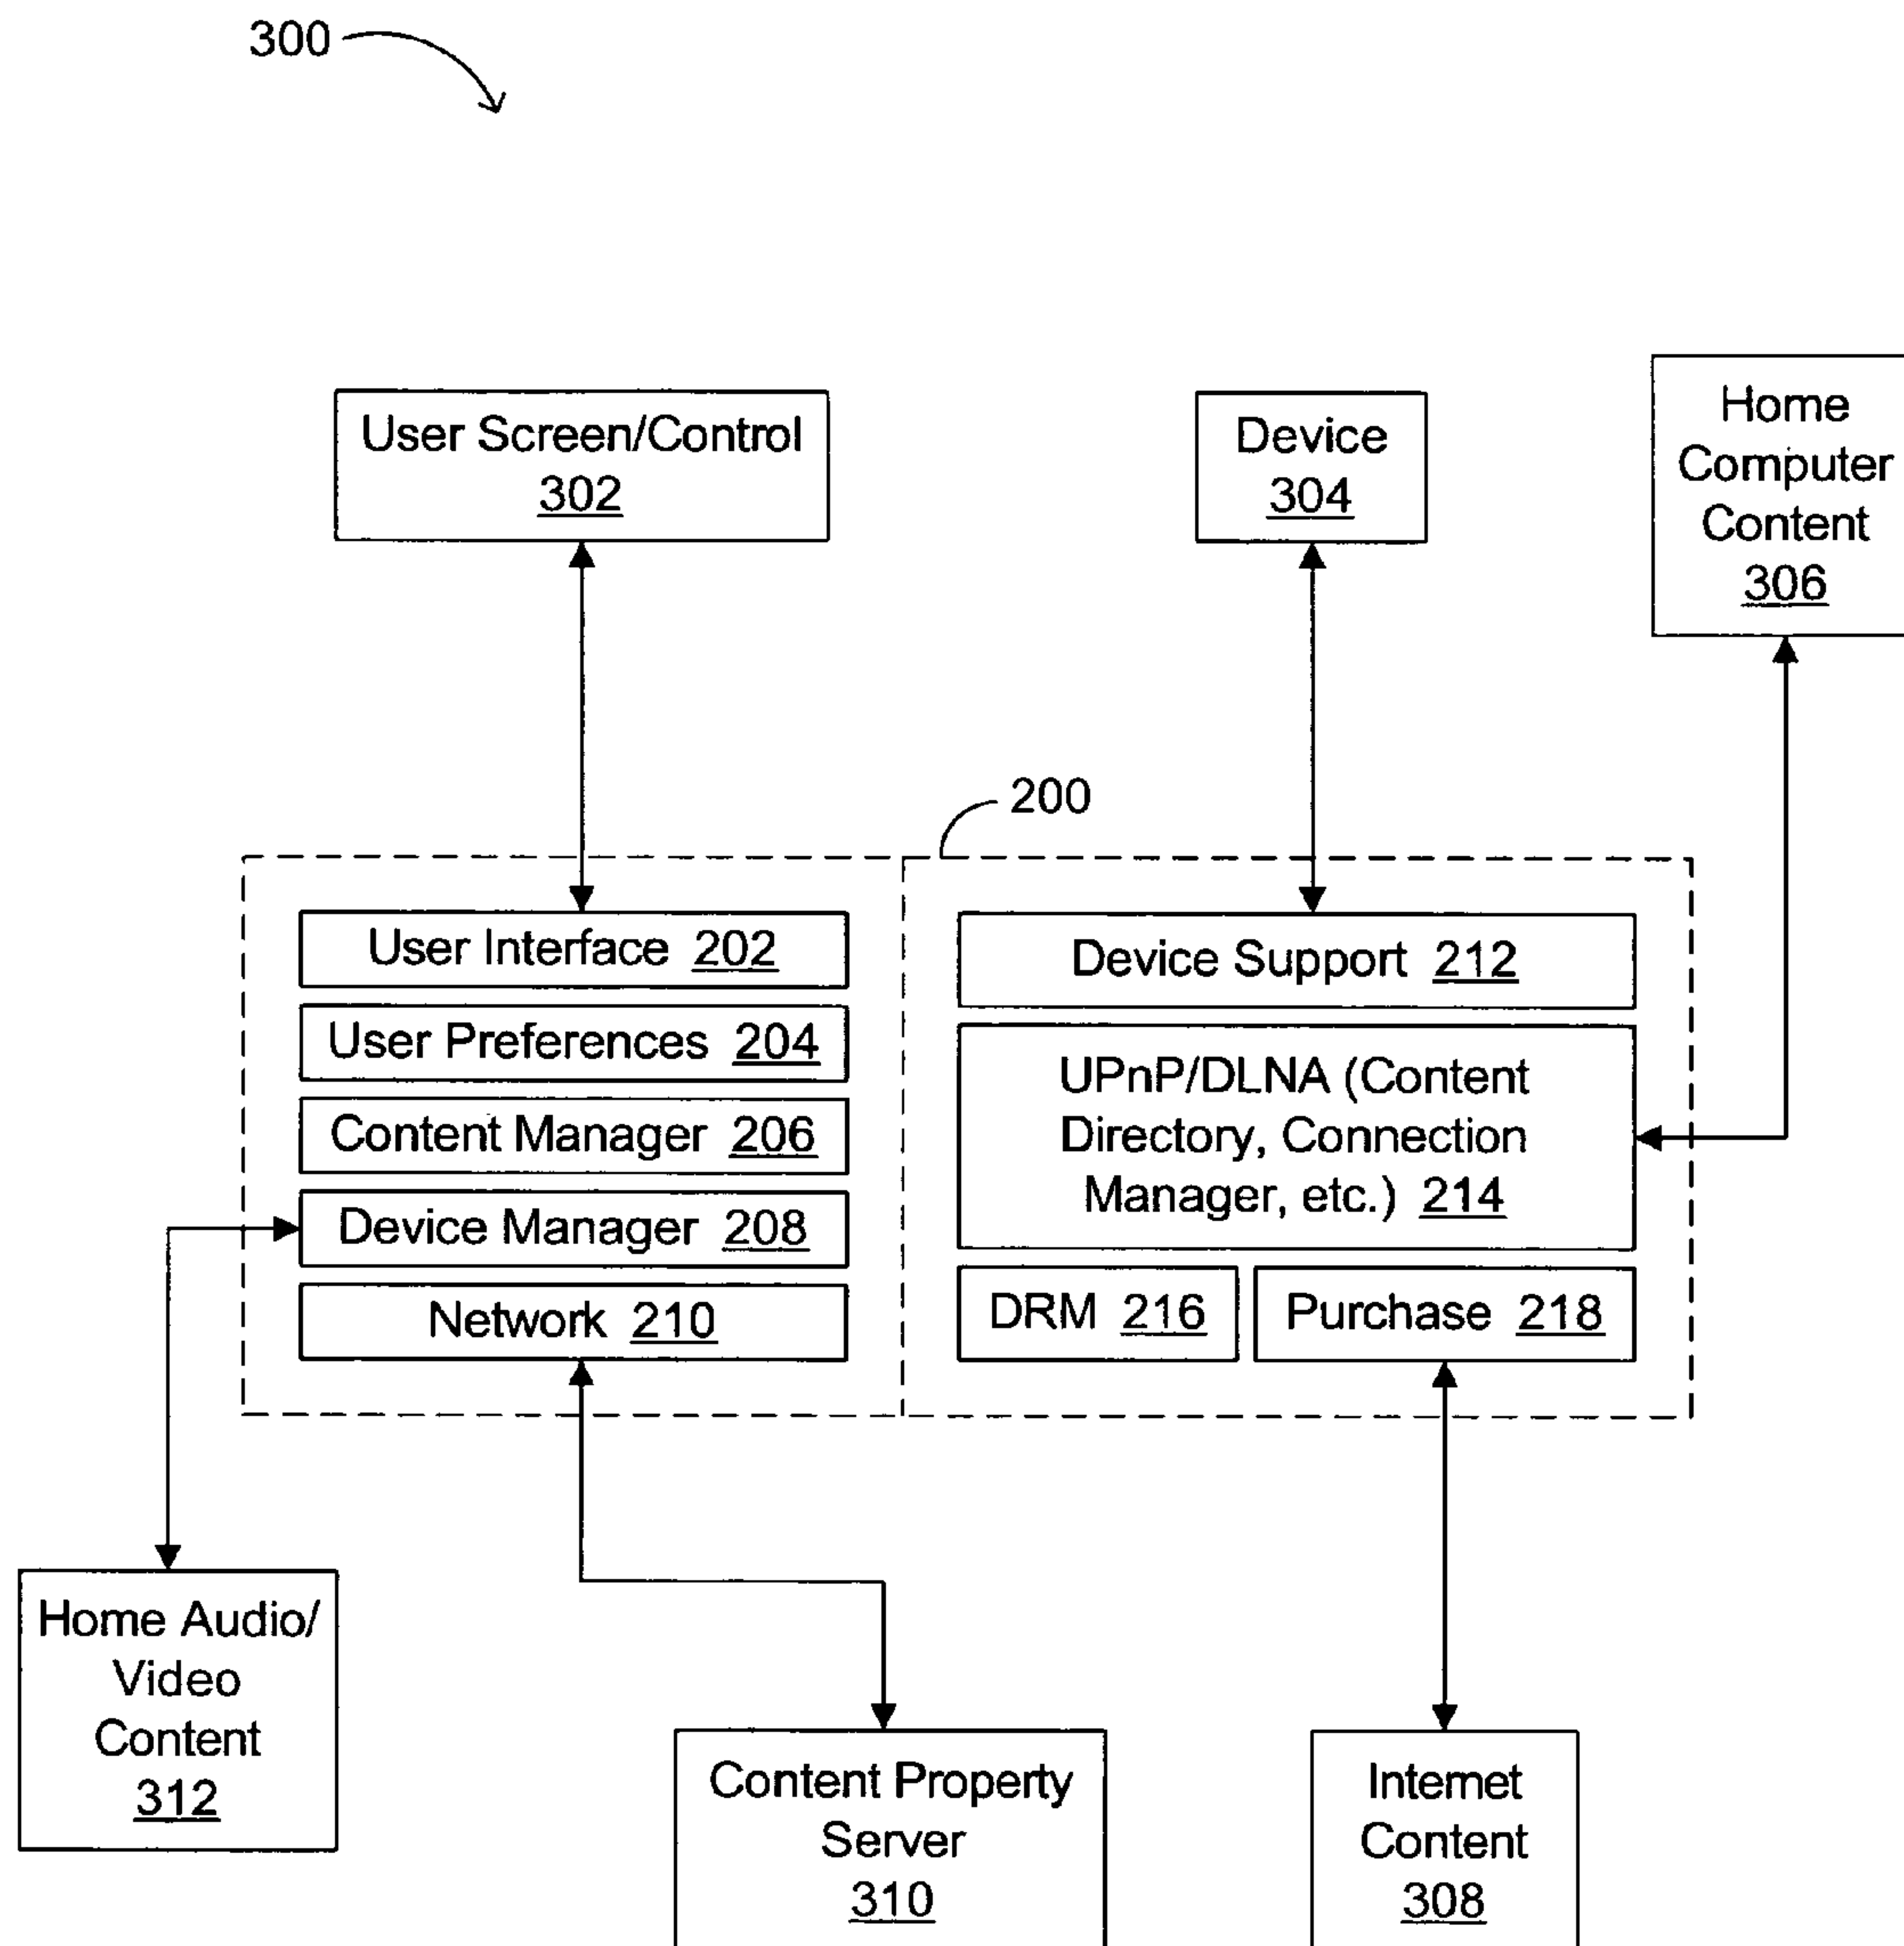 300
User Screen/Control
302
Device
304
Home
Computer
Content
306
200
User Interface 202
User Preferences 204
Content Manager 206
Device Manager 208
Network 210
Device Support 212
UPnP/DLNA (Content
Directory, Connection
Manager, etc.) 214
DRM 216
Purchase 218
Home Audio/
Video
Content
312
Content Property
Server
310
Internet
Content
308